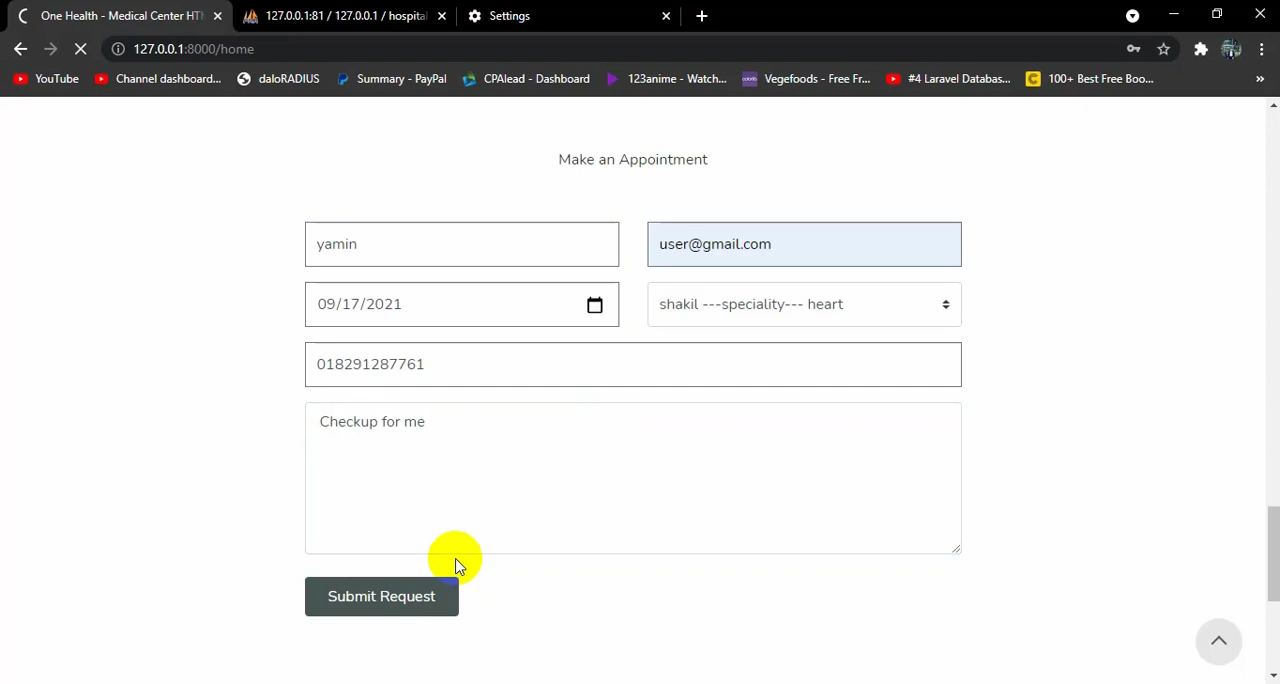 One Health - Medical Center HT
127.0.0.1:81 / 127.0.0.1 / hospital
Settings
127.0.0.1:8000/home
YouTube
Channel dashboard...
daloRADIUS
Summary - PayPal
CPAlead - Dashboard
123anime - Watch...
Vegefoods - Free Fr...
#4 Laravel Databas...
100+ Best Free Boo...
»
Make an Appointment
yamin
user@gmail.com
09/17/2021
shakil ---speciality--- heart
018291287761
Checkup for me
Submit Request